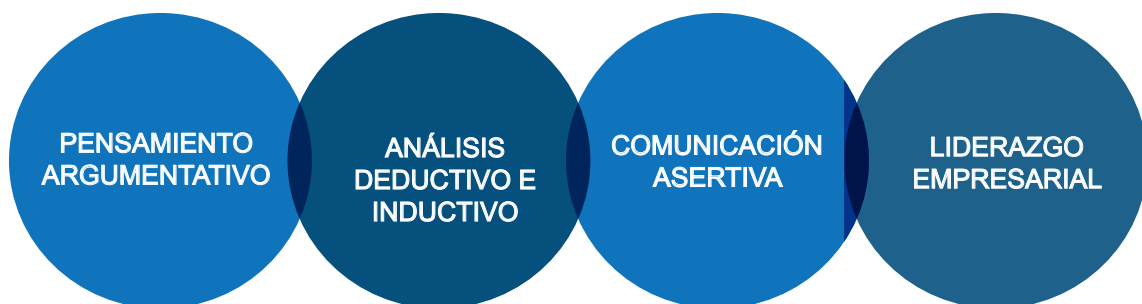 PENSAMIENTO
ARGUMENTATIVO
ANÁLISIS
DEDUCTIVO E
INDUCTIVO
COMUNICACIÓN
ASERTIVA
LIDERAZGO
EMPRESARIAL